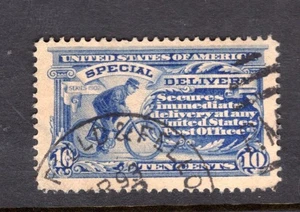 UNITED STATES OF AMERICA
SPECIAL
DELIVERY
SERIES 1902
Secures
immediate
delivery at any
United States
Post Office
10 TEN CENTS 10